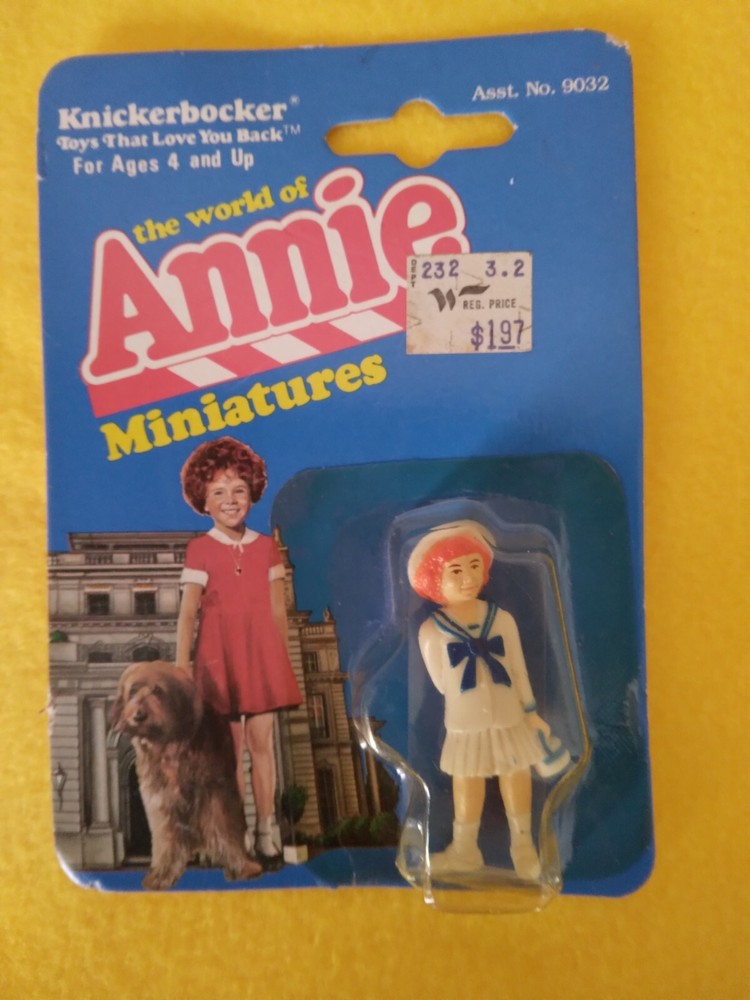 Knickerbocker®
Toys That Love You Back™
For Ages 4 and Up
Asst. No. 9032
the world of
Annie
Miniatures
DEPT 232 3.2
W REG. PRICE
$1.97